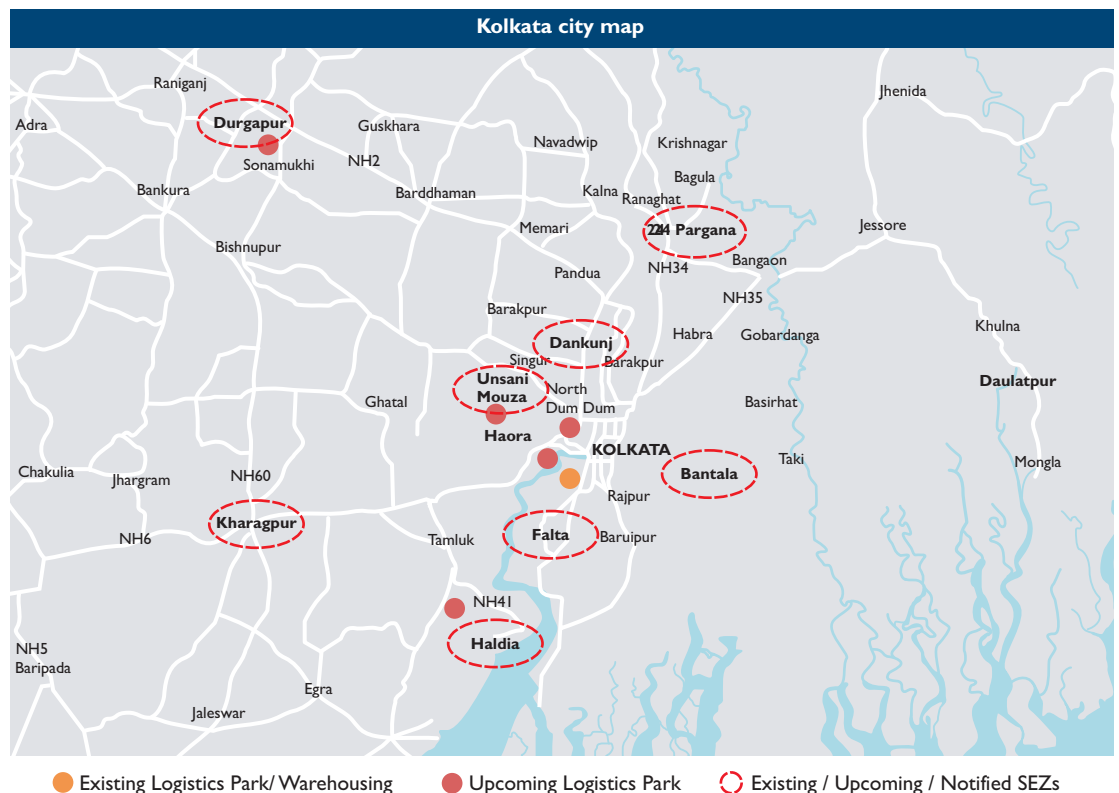 Kolkata city map
Raniganj
Jhenida
Durgapur
Adra
Guskhara
Navadwip
Krishnagar
Sonamukhi
NH2
Bagula
Bankura
Barddhaman
Kalna
Ranaghat
Memari
24 Pargana
Jessore
Bishnupur
Pandua
NH34
Bangaon
NH35
Barakpur
Habra
Gobardanga
Khulna
Dankunj
Singur
Barakpur
Unsani
Mouza
North
Dum Dum
Daulatpur
Ghatal
Basirhat
Haora
KOLKATA
Taki
Chakulia
Jhargram
NH60
Bantala
Mongla
Rajpur
Kharagpur
NH6
Tamluk
Falta
Baruipur
NH41
Haldia
NH5
Baripada
Egra
Jaleswar
Existing Logistics Park/ Warehousing
Upcoming Logistics Park
Existing / Upcoming / Notified SEZs